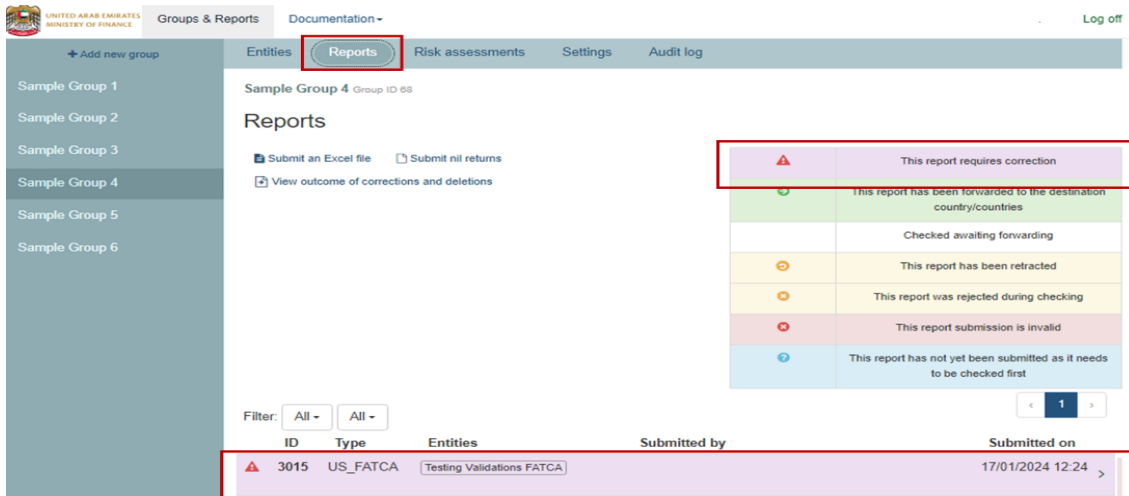 UNITED ARAB EMIRATES
MINISTRY OF FINANCE
Groups & Reports
Documentation
Log off
Add new group
Entities
Reports
Risk assessments
Settings
Audit log
Sample Group 1
Sample Group 2
Sample Group 3
Sample Group 4
Sample Group 5
Sample Group 6
Sample Group 4 Group ID 68
Reports
Submit an Excel file
Submit nil returns
View outcome of corrections and deletions
This report requires correction
This report has been forwarded to the destination
country/countries
Checked awaiting forwarding
This report has been retracted
This report was rejected during checking
This report submission is invalid
This report has not yet been submitted as it needs
to be checked first
‹ 1 ›
Filter: All All
ID Type Entities Submitted by Submitted on
3015 US_FATCA Testing Validations FATCA 17/01/2024 12:24 ›